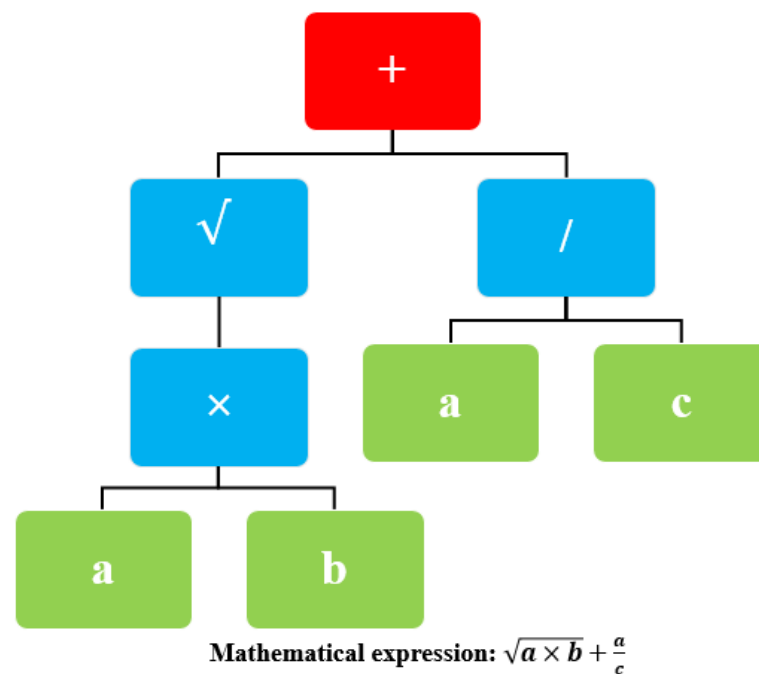 +
√ /
×
a c
a b
Mathematical expression: √(a × b) + a/c